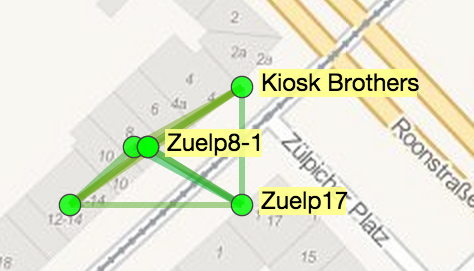 2
2a
2a
4
Kiosk Brothers
4a
6
8
Zuelp8-1
10
10
Zülpicher Platz
Roonstraße
12-14
Zuelp17
17
18
1
15